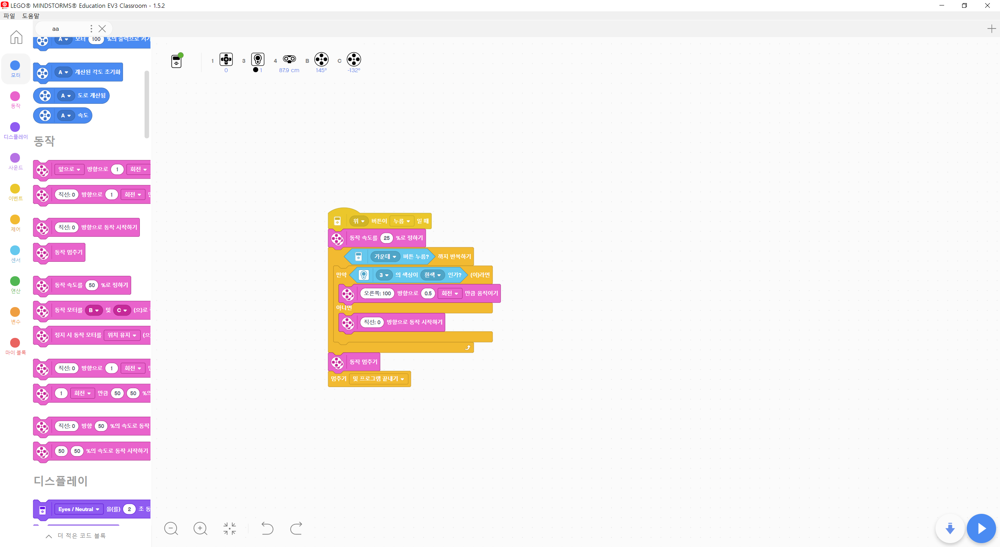 LEGO® MINDSTORMS® Education EV3 Classroom - 1.5.2
파일 도움말
aa
모터
동작
디스플레이
사운드
이벤트
제어
센서
연산
변수
마이 블록
A 모터 100 %의 출력으로 켜기
A 계산된 각도 초기화
A 도로 계산됨
A 속도
동작
앞으로 방향으로 1 회전
직선: 0 방향으로 1 회전
직선: 0 방향으로 동작 시작하기
동작 멈추기
동작 속도를 50 %로 정하기
동작 모터를 B 및 C (으)로
정지 시 동작 모터를 위치 유지 (으
직선: 0 방향으로 1 회전
1 회전 만큼 50 50 %의
직선: 0 방향 50 %의 속도로 동작
50 50 %의 속도로 동작 시작하기
디스플레이
Eyes / Neutral 을(를) 2 초 동
더 적은 코드 블록
1 3 4 B C
0 1 87.9 cm 145° -132°
위 버튼이 누름 일 때
동작 속도를 25 %로 정하기
가운데 버튼 누름? 까지 반복하기
만약 3 의 색상이 흰색 인가? (이)라면
오른쪽: 100 방향으로 0.5 회전 만큼 움직이기
아니면
직선: 0 방향으로 동작 시작하기
동작 멈추기
멈추기 및 프로그램 끝내기